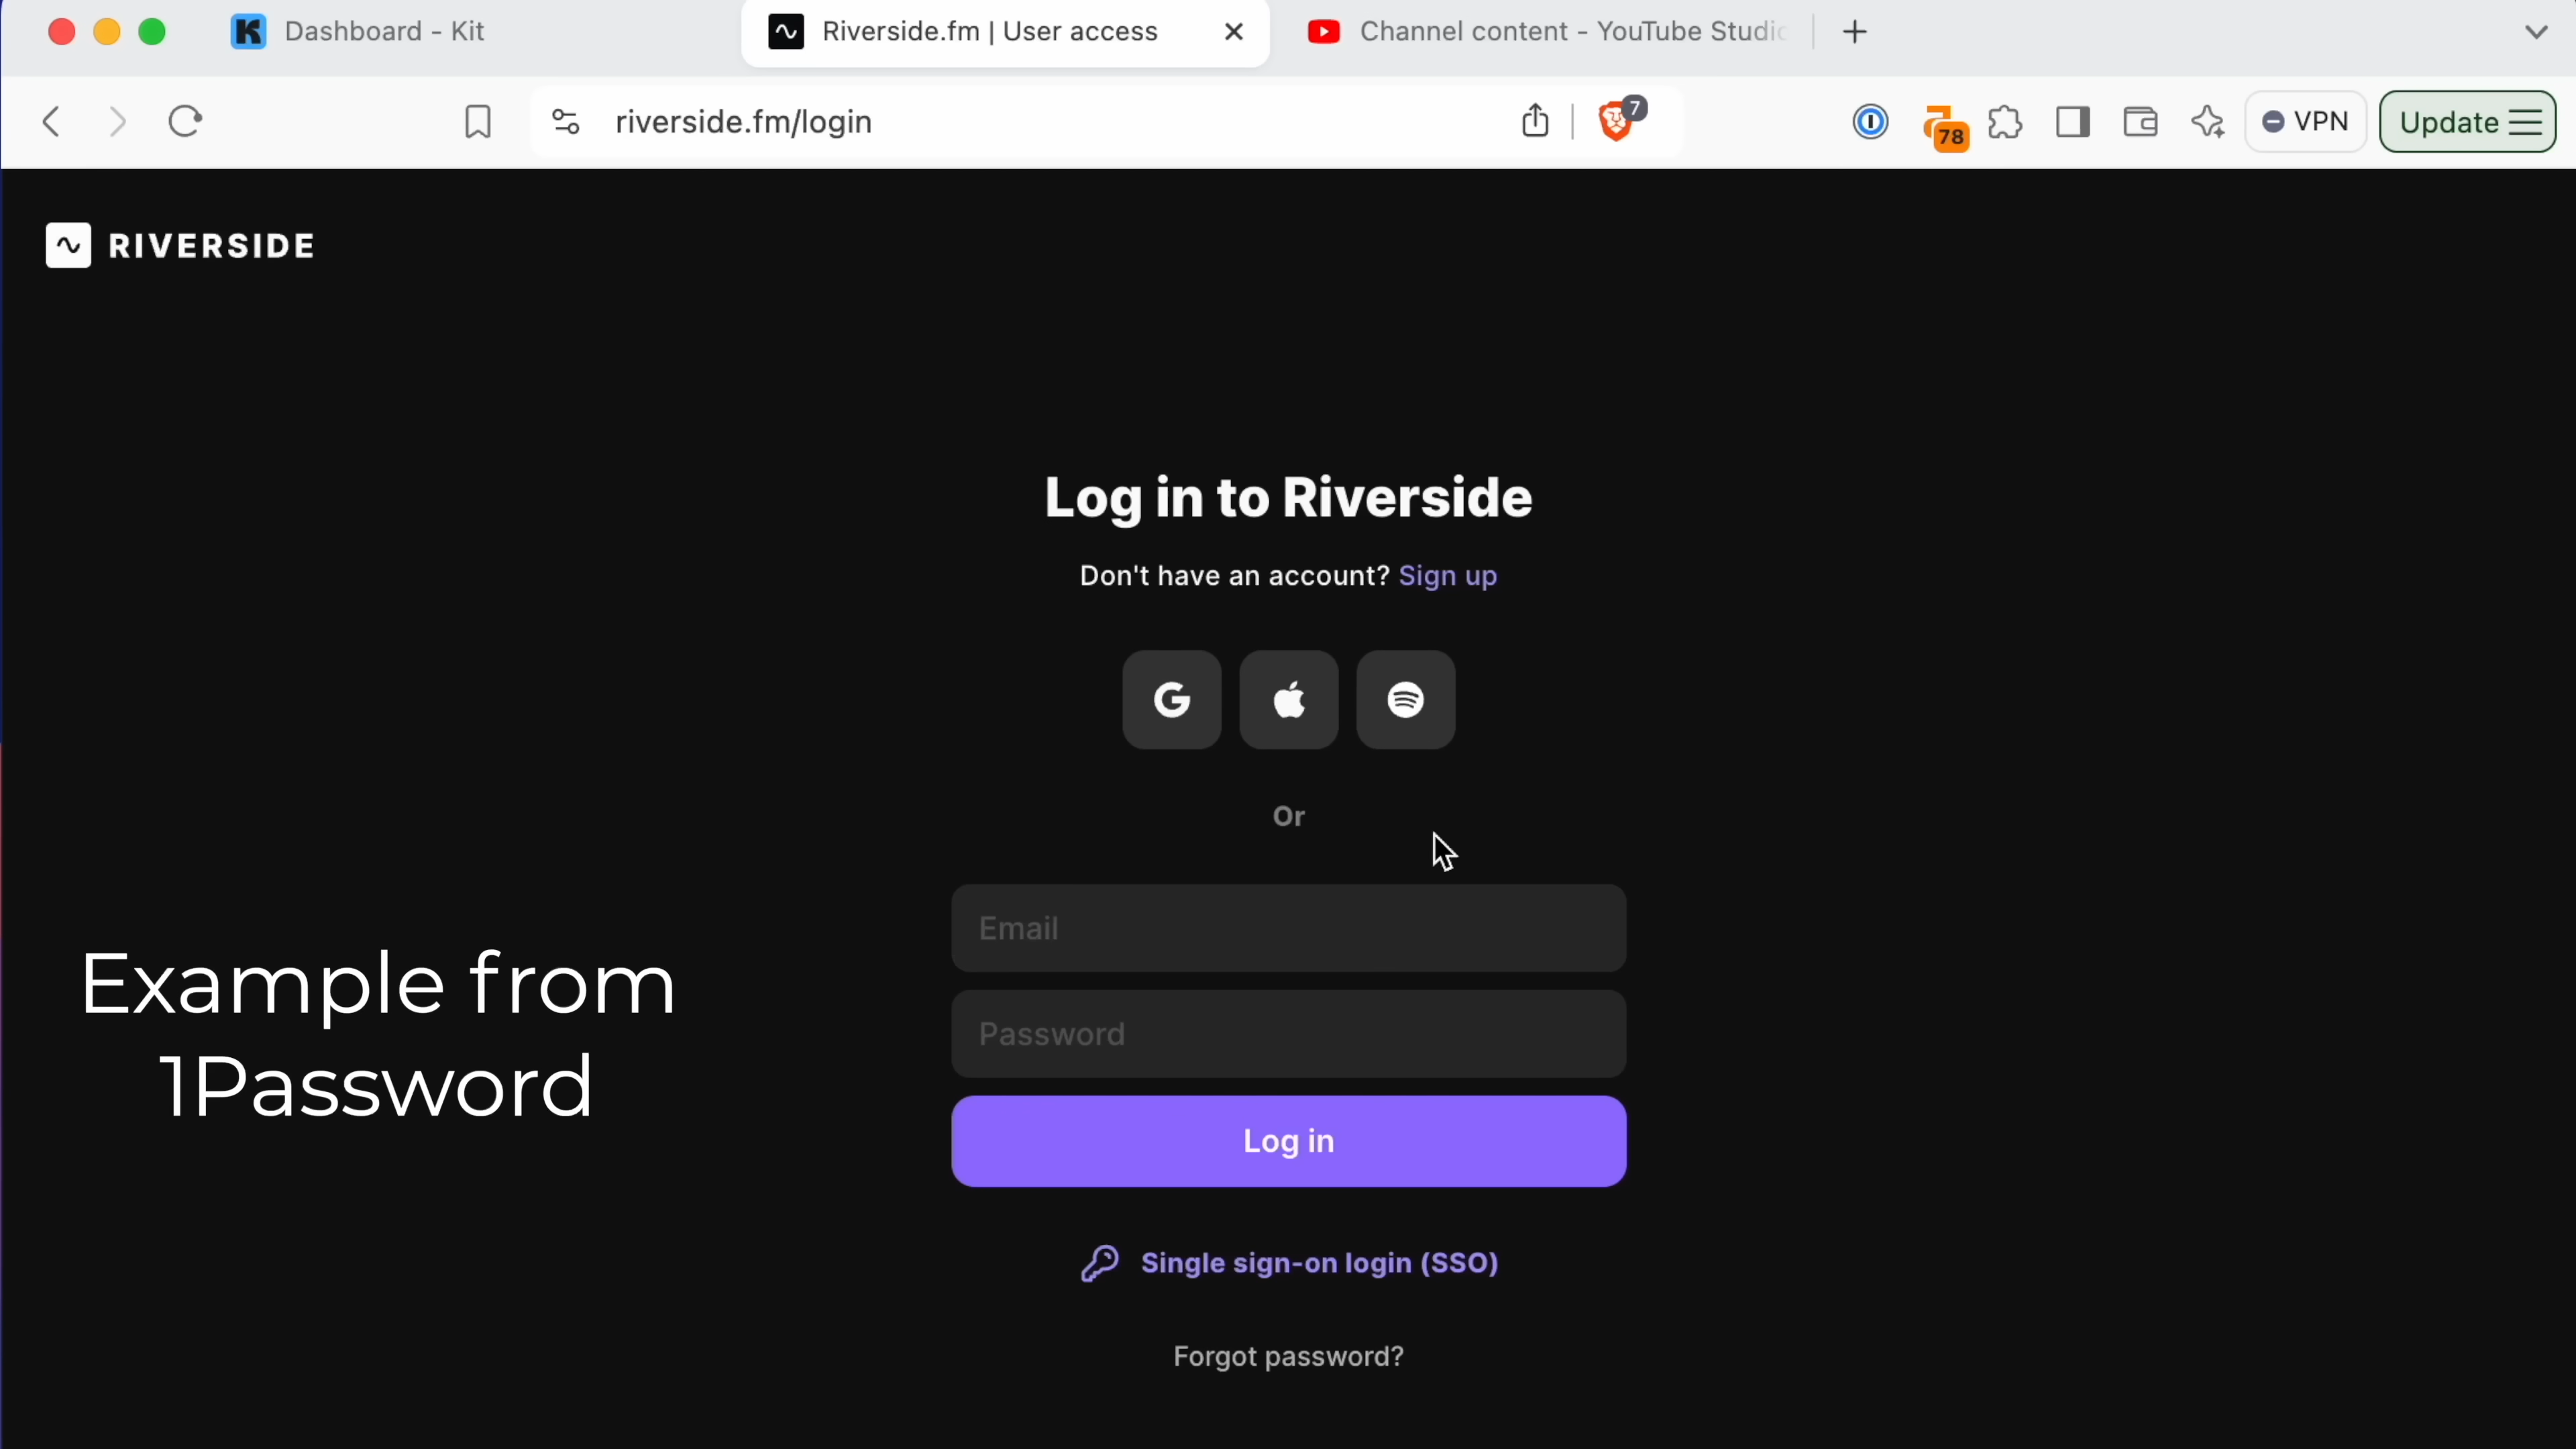 Dashboard - Kit
Riverside.fm | User access
Channel content - YouTube Studio
riverside.fm/login
7
78
VPN
Update
RIVERSIDE
Log in to Riverside
Don't have an account? Sign up
Or
Email
Password
Log in
Single sign-on login (SSO)
Forgot password?
Example from
1Password